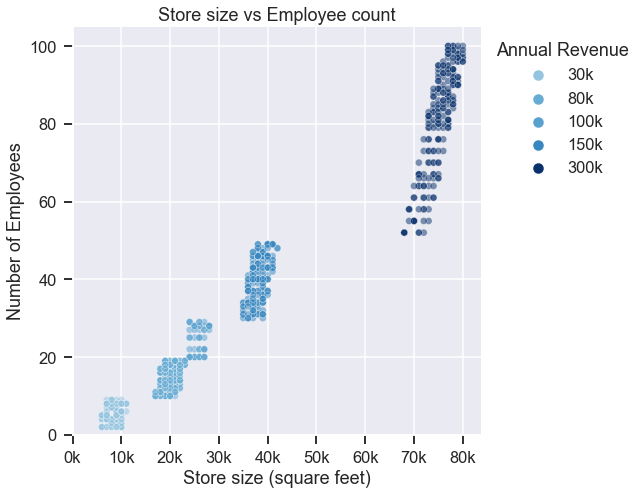 Store size vs Employee count
100
80
60
40
20
0
Number of Employees
0k 10k 20k 30k 40k 50k 60k 70k 80k
Store size (square feet)
Annual Revenue
30k
80k
100k
150k
300k